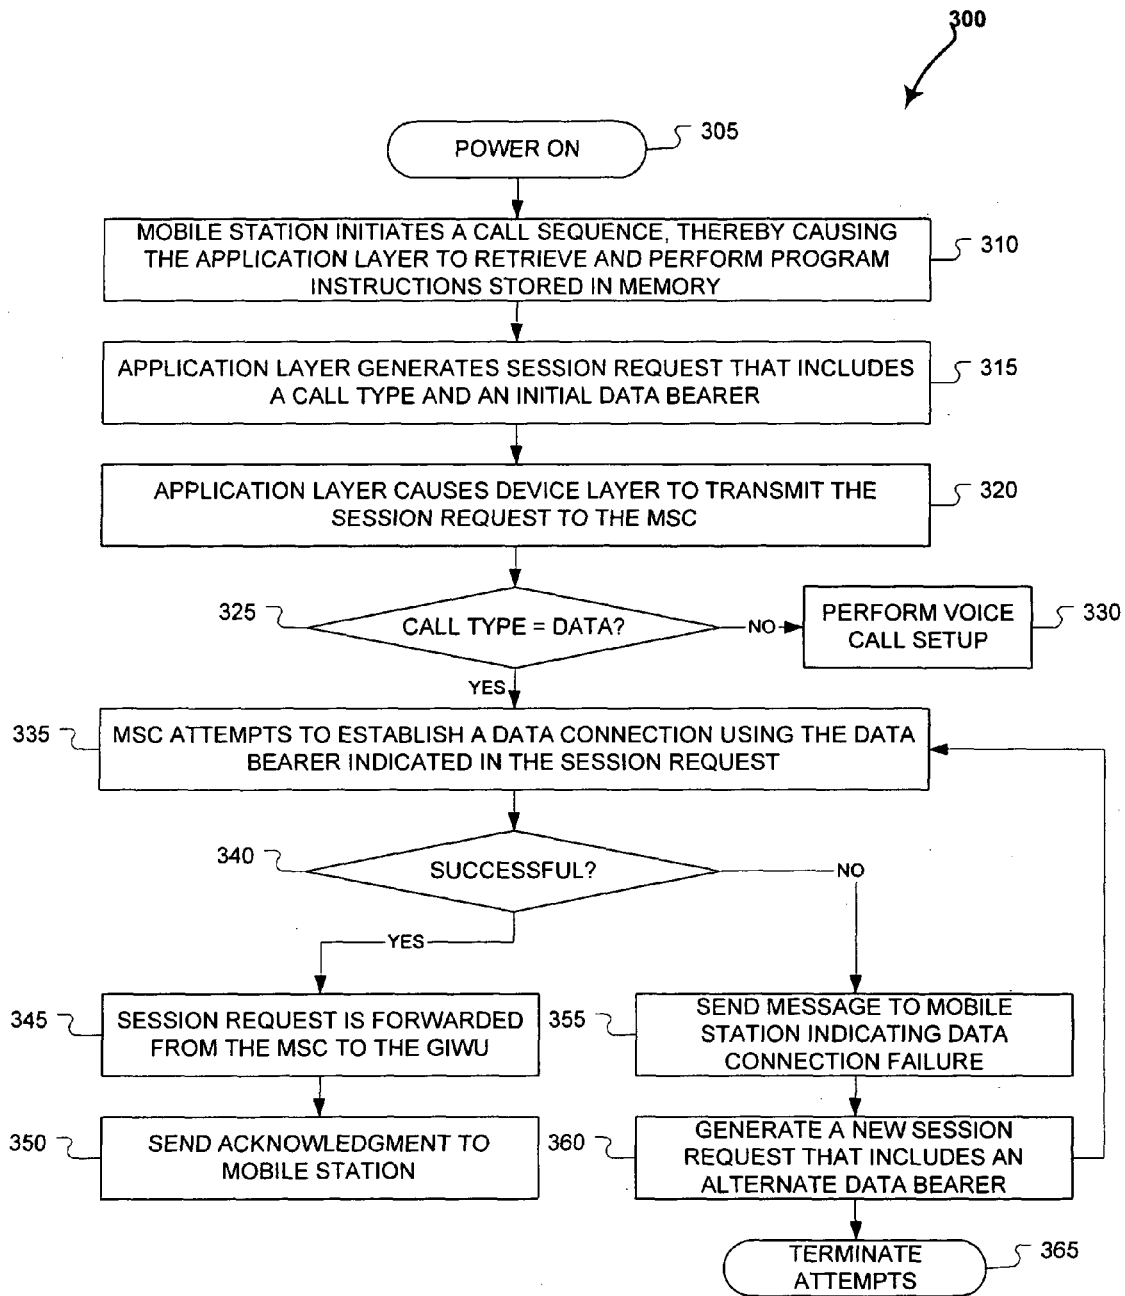 300
POWER ON
305
MOBILE STATION INITIATES A CALL SEQUENCE, THEREBY CAUSING
THE APPLICATION LAYER TO RETRIEVE AND PERFORM PROGRAM
INSTRUCTIONS STORED IN MEMORY
310
APPLICATION LAYER GENERATES SESSION REQUEST THAT INCLUDES
A CALL TYPE AND AN INITIAL DATA BEARER
315
APPLICATION LAYER CAUSES DEVICE LAYER TO TRANSMIT THE
SESSION REQUEST TO THE MSC
320
325
CALL TYPE = DATA?
NO
PERFORM VOICE
CALL SETUP
330
YES
335
MSC ATTEMPTS TO ESTABLISH A DATA CONNECTION USING THE DATA
BEARER INDICATED IN THE SESSION REQUEST
340
SUCCESSFUL?
NO
YES
345
SESSION REQUEST IS FORWARDED
FROM THE MSC TO THE GIWU
355
SEND MESSAGE TO MOBILE
STATION INDICATING DATA
CONNECTION FAILURE
350
SEND ACKNOWLEDGMENT TO
MOBILE STATION
360
GENERATE A NEW SESSION
REQUEST THAT INCLUDES AN
ALTERNATE DATA BEARER
TERMINATE
ATTEMPTS
365